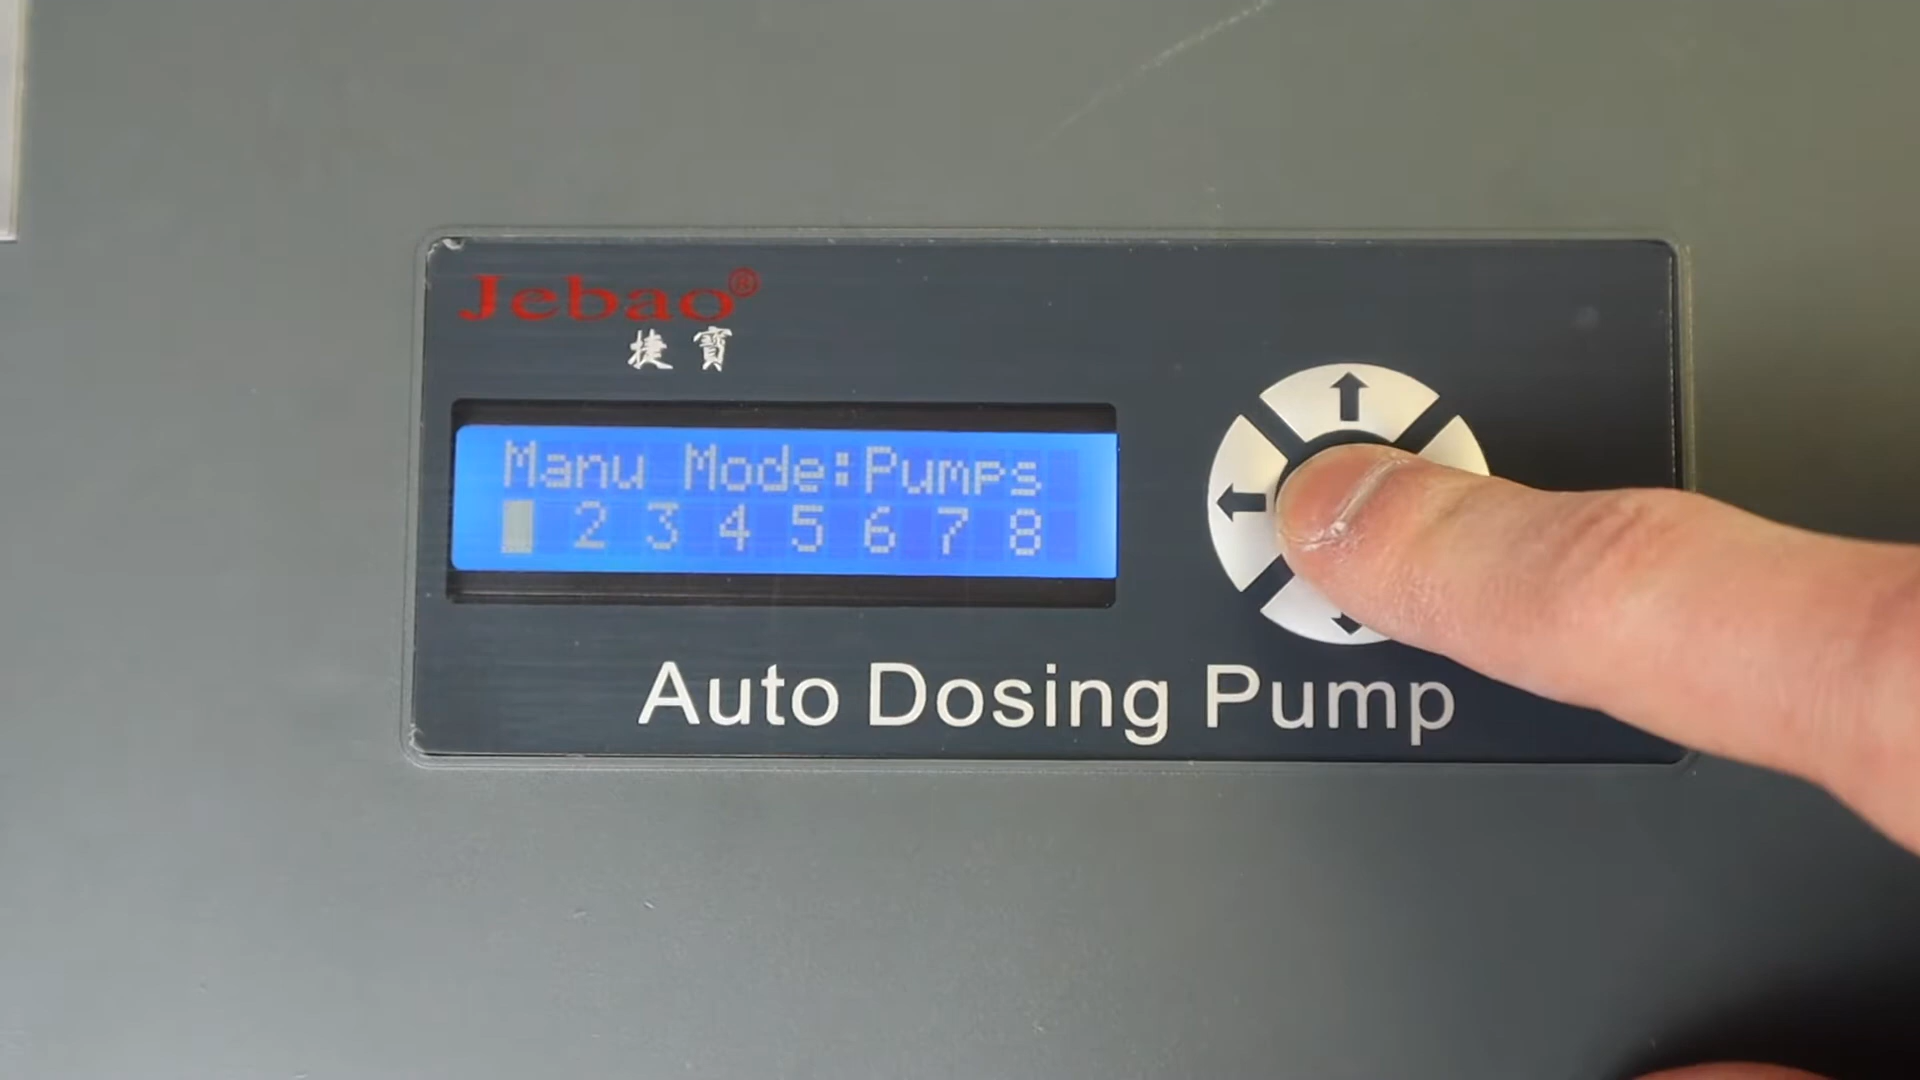 Jebao®
捷寶
Manu Mode:Pumps
2 3 4 5 6 7 8
Auto Dosing Pump